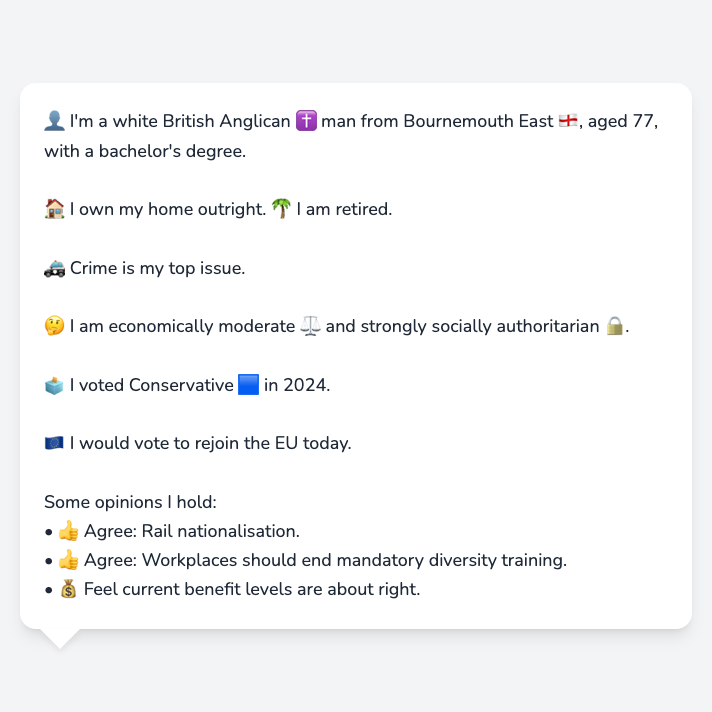 👤 I'm a white British Anglican ✝️ man from Bournemouth East 🏴󠁧󠁢󠁥󠁮󠁧󠁿, aged 77,
with a bachelor's degree.
🏠 I own my home outright. 🌴 I am retired.
🚓 Crime is my top issue.
🤔 I am economically moderate ⚖️ and strongly socially authoritarian 🔒.
🗳️ I voted Conservative 🟦 in 2024.
🇪🇺 I would vote to rejoin the EU today.
Some opinions I hold:
• 👍 Agree: Rail nationalisation.
• 👍 Agree: Workplaces should end mandatory diversity training.
• 💰 Feel current benefit levels are about right.